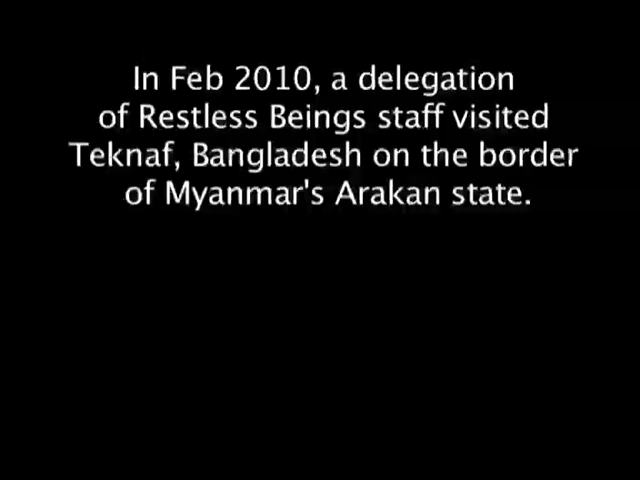 In Feb 2010, a delegation
of Restless Beings staff visited
Teknaf, Bangladesh on the border
of Myanmar's Arakan state.